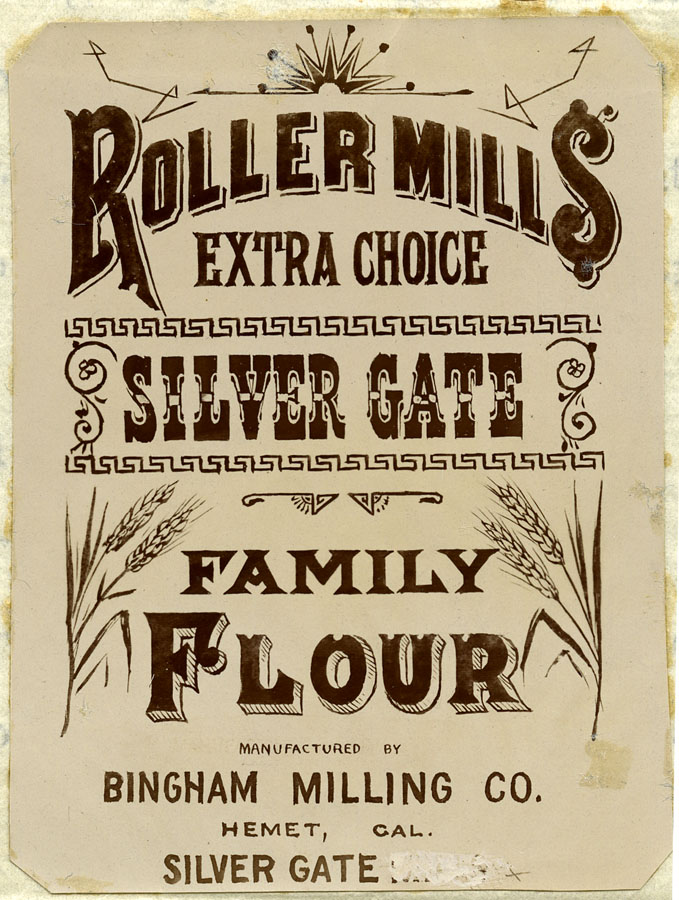 ROLLER MILLS
EXTRA CHOICE
SILVER GATE
FAMILY
FLOUR
MANUFACTURED BY
BINGHAM MILLING CO.
HEMET, CAL.
SILVER GATE